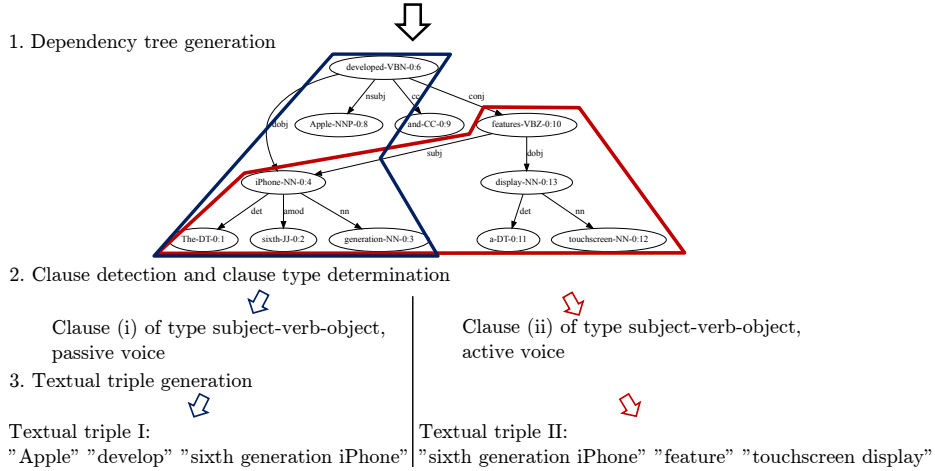 1. Dependency tree generation
developed-VBN-0:6
nsubj
cc
conj
dobj
Apple-NNP-0:8
and-CC-0:9
features-VBZ-0:10
subj
dobj
iPhone-NN-0:4
display-NN-0:13
det
amod
nn
det
nn
The-DT-0:1
sixth-JJ-0:2
generation-NN-0:3
a-DT-0:11
touchscreen-NN-0:12
2. Clause detection and clause type determination
Clause (i) of type subject-verb-object,
passive voice
Clause (ii) of type subject-verb-object,
active voice
3. Textual triple generation
Textual triple I:
"Apple" "develop" "sixth generation iPhone"
Textual triple II:
"sixth generation iPhone" "feature" "touchscreen display"